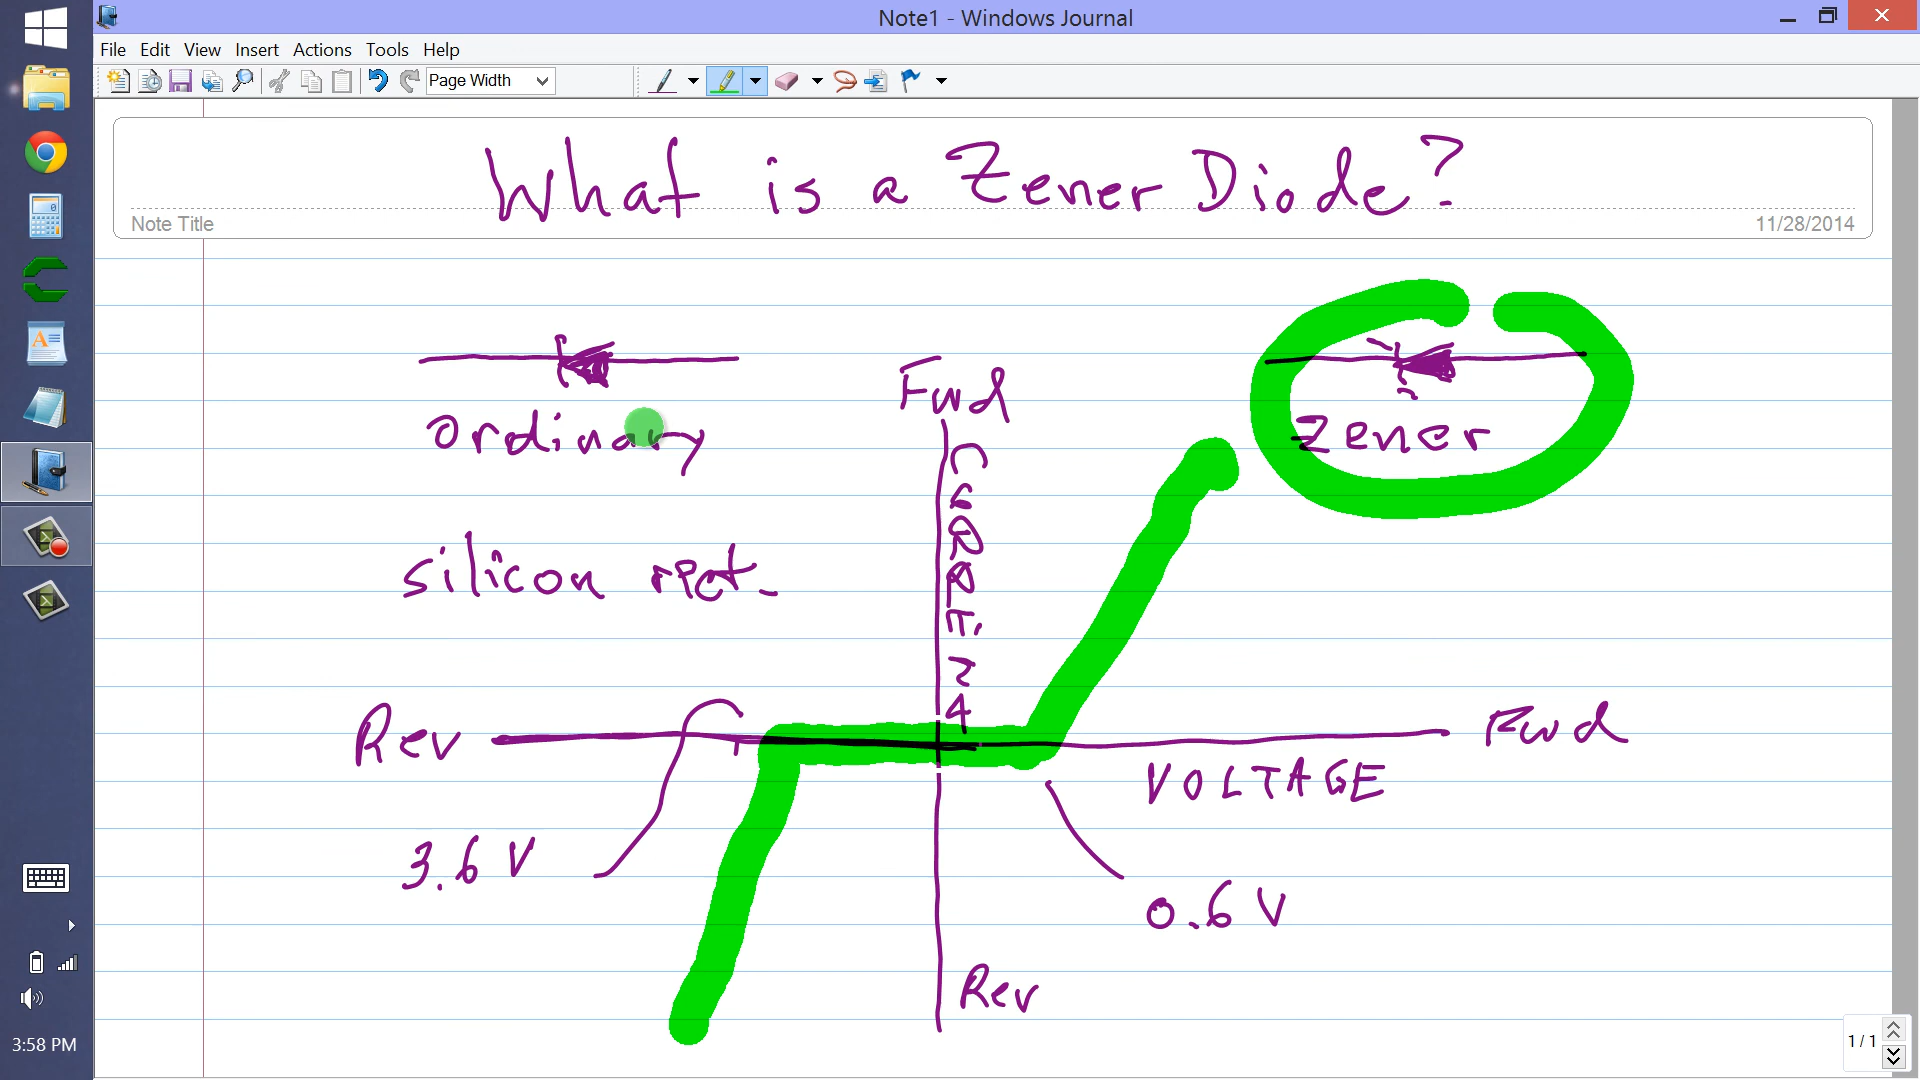 Note1 - Windows Journal
File Edit View Insert Actions Tools Help
Page Width
What is a Zener Diode?
Note Title
11/28/2014
Fwd
ordinary
Zener
silicon rect.
Rev
Fwd
VOLTAGE
3.6 V
0.6 V
Rev
3:58 PM
1 / 1